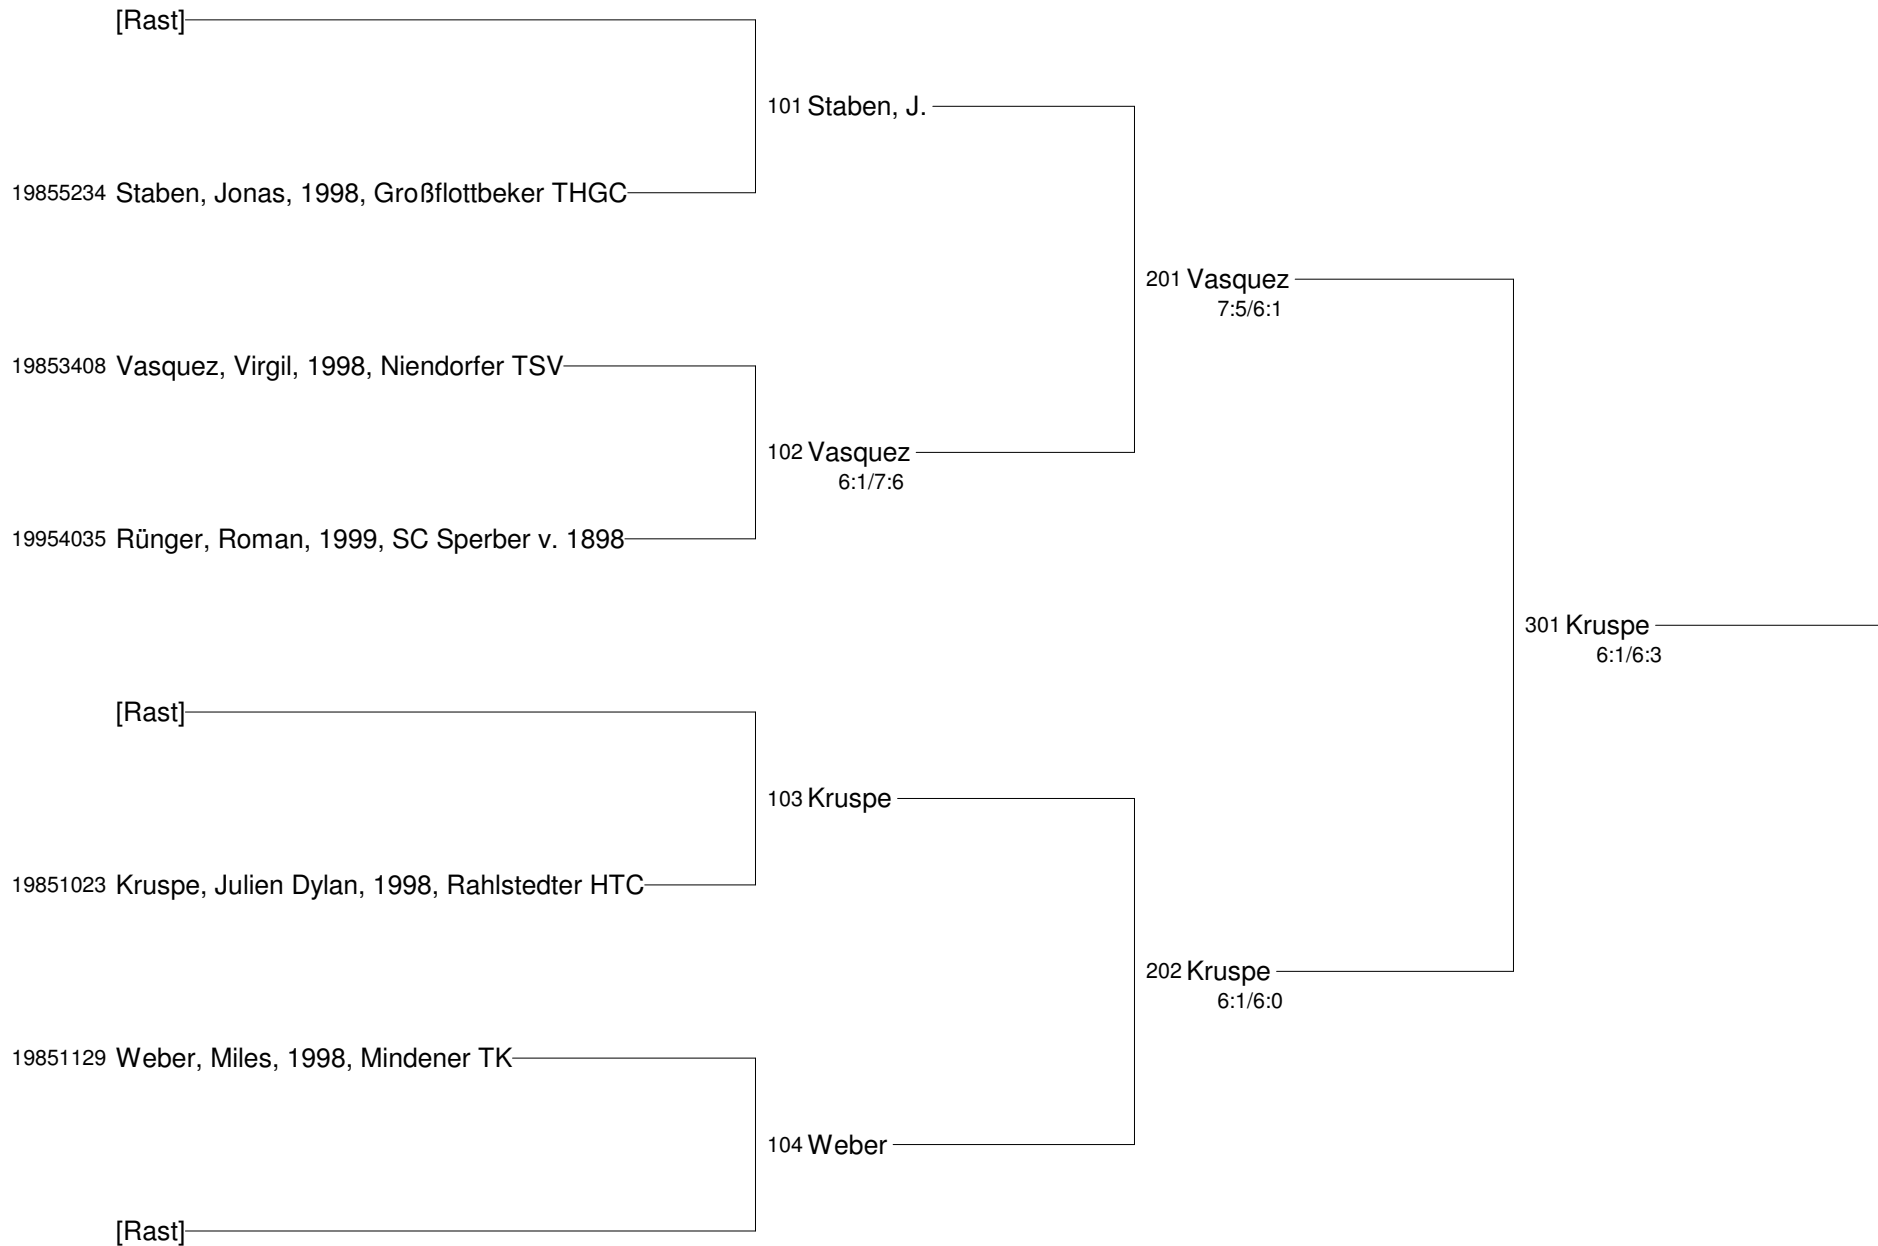 [Rast]
101 Staben, J.
19855234 Staben, Jonas, 1998, Großflottbeker THGC
201 Vasquez
7:5/6:1
19853408 Vasquez, Virgil, 1998, Niendorfer TSV
102 Vasquez
6:1/7:6
19954035 Rünger, Roman, 1999, SC Sperber v. 1898
301 Kruspe
6:1/6:3
[Rast]
103 Kruspe
19851023 Kruspe, Julien Dylan, 1998, Rahlstedter HTC
202 Kruspe
6:1/6:0
19851129 Weber, Miles, 1998, Mindener TK
104 Weber
[Rast]